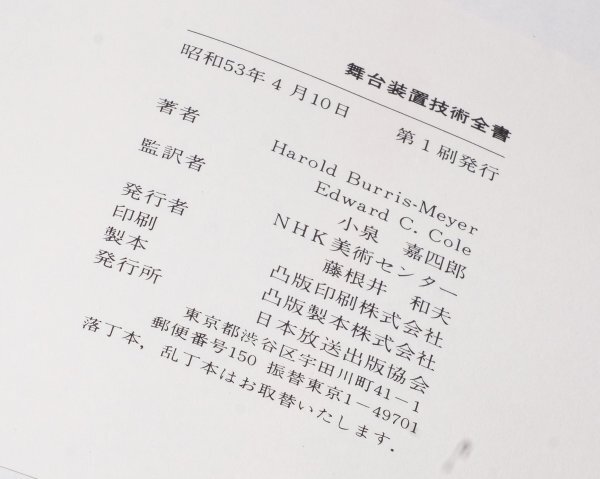 舞台装置技術全書
昭和53年4月10日 第1刷発行
著者 Harold Burris-Meyer
Edward C. Cole
監訳者 小泉 嘉四郎
NHK美術センター
発行者 藤根井 和夫
印刷 凸版印刷株式会社
製本 凸版製本株式会社
発行所 日本放送出版協会
東京都渋谷区宇田川町41-1
郵便番号150 振替東京1-49701
落丁本,乱丁本はお取替いたします.